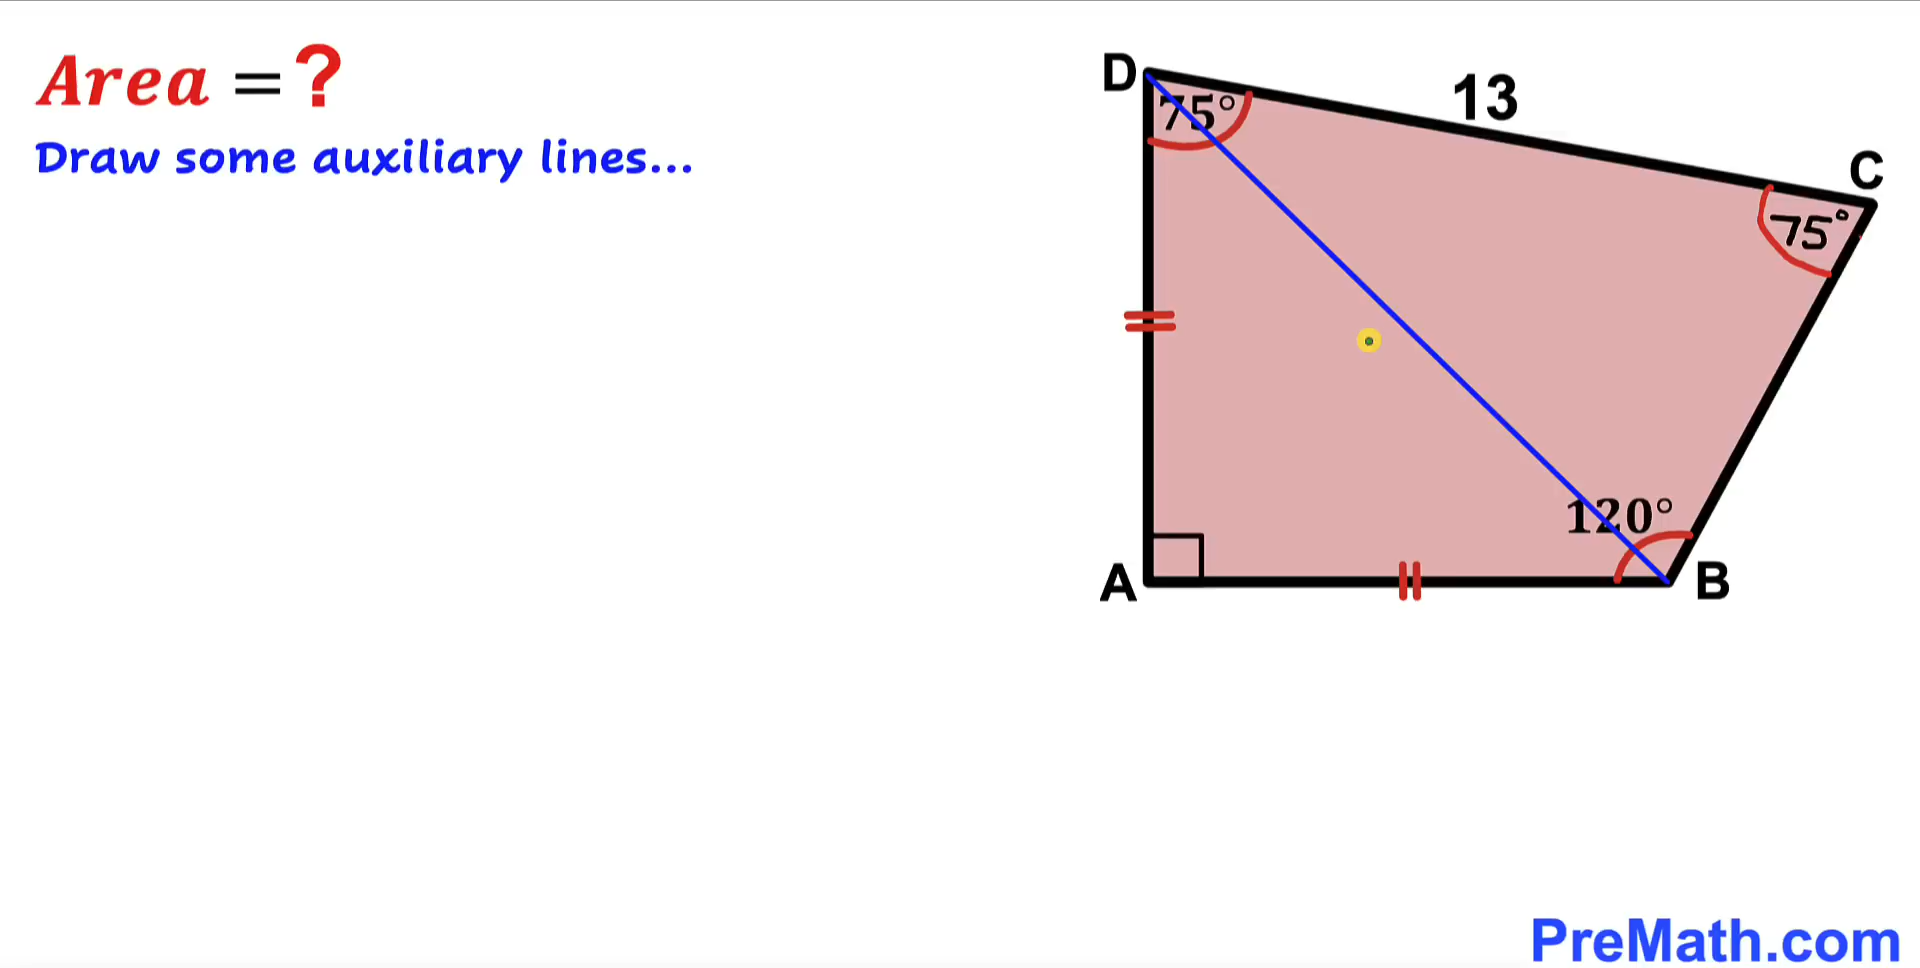 Area = ?
Draw some auxiliary lines...
D
75°
13
C
75°
120°
A
B
PreMath.com